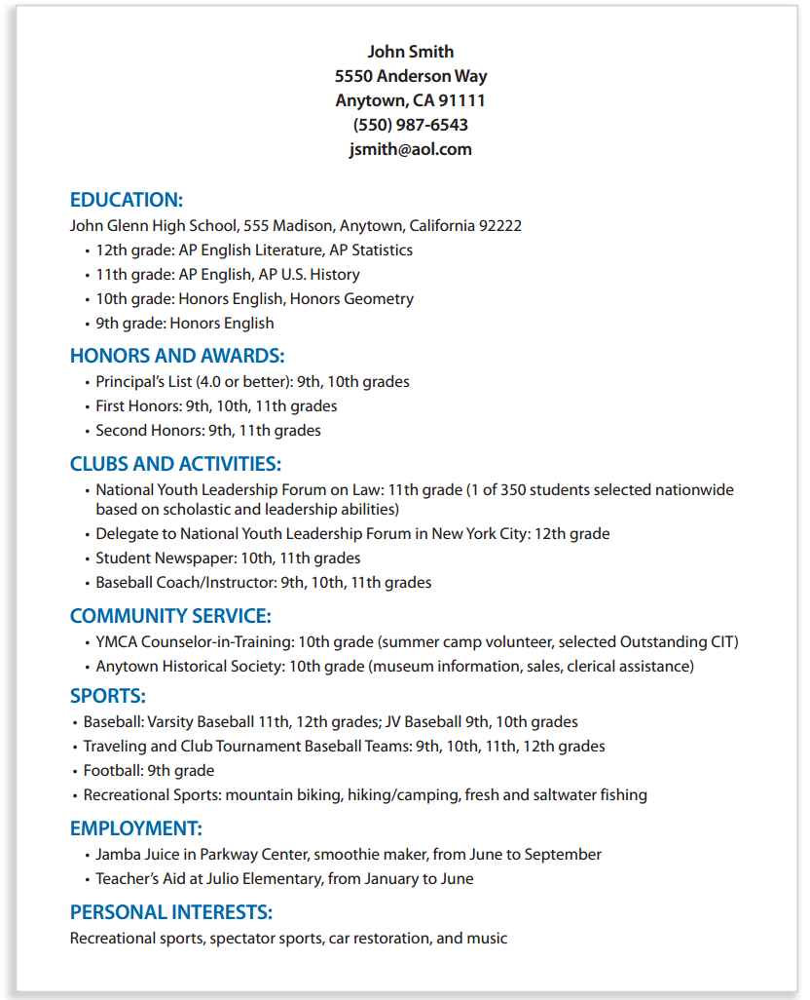 John Smith
5550 Anderson Way
Anytown, CA 91111
(550) 987-6543
jsmith@aol.com
EDUCATION:
John Glenn High School, 555 Madison, Anytown, California 92222
• 12th grade: AP English Literature, AP Statistics
• 11th grade: AP English, AP U.S. History
• 10th grade: Honors English, Honors Geometry
• 9th grade: Honors English
HONORS AND AWARDS:
• Principal's List (4.0 or better): 9th, 10th grades
• First Honors: 9th, 10th, 11th grades
• Second Honors: 9th, 11th grades
CLUBS AND ACTIVITIES:
• National Youth Leadership Forum on Law: 11th grade (1 of 350 students selected nationwide
based on scholastic and leadership abilities)
• Delegate to National Youth Leadership Forum in New York City: 12th grade
• Student Newspaper: 10th, 11th grades
• Baseball Coach/Instructor: 9th, 10th, 11th grades
COMMUNITY SERVICE:
• YMCA Counselor-in-Training: 10th grade (summer camp volunteer, selected Outstanding CIT)
• Anytown Historical Society: 10th grade (museum information, sales, clerical assistance)
SPORTS:
• Baseball: Varsity Baseball 11th, 12th grades; JV Baseball 9th, 10th grades
• Traveling and Club Tournament Baseball Teams: 9th, 10th, 11th, 12th grades
• Football: 9th grade
• Recreational Sports: mountain biking, hiking/camping, fresh and saltwater fishing
EMPLOYMENT:
• Jamba Juice in Parkway Center, smoothie maker, from June to September
• Teacher's Aid at Julio Elementary, from January to June
PERSONAL INTERESTS:
Recreational sports, spectator sports, car restoration, and music